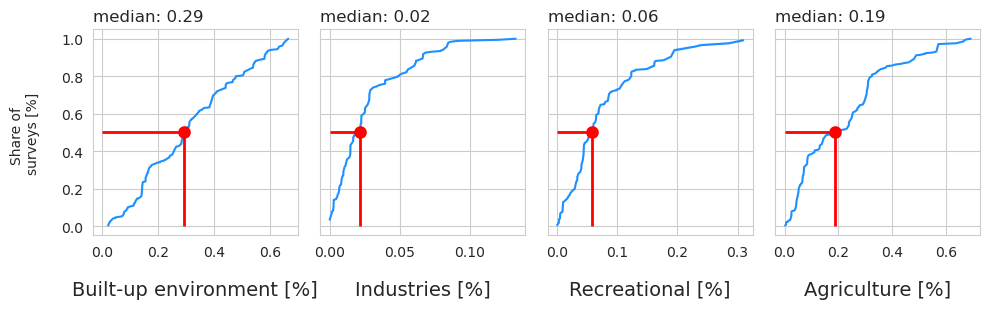 median: 0.29
median: 0.02
median: 0.06
median: 0.19
Share of
surveys [%]
1.0
0.8
0.6
0.4
0.2
0.0
0.0 0.2 0.4 0.6
0.00 0.05 0.10
0.0 0.1 0.2 0.3
0.0 0.2 0.4 0.6
Built-up environment [%]
Industries [%]
Recreational [%]
Agriculture [%]